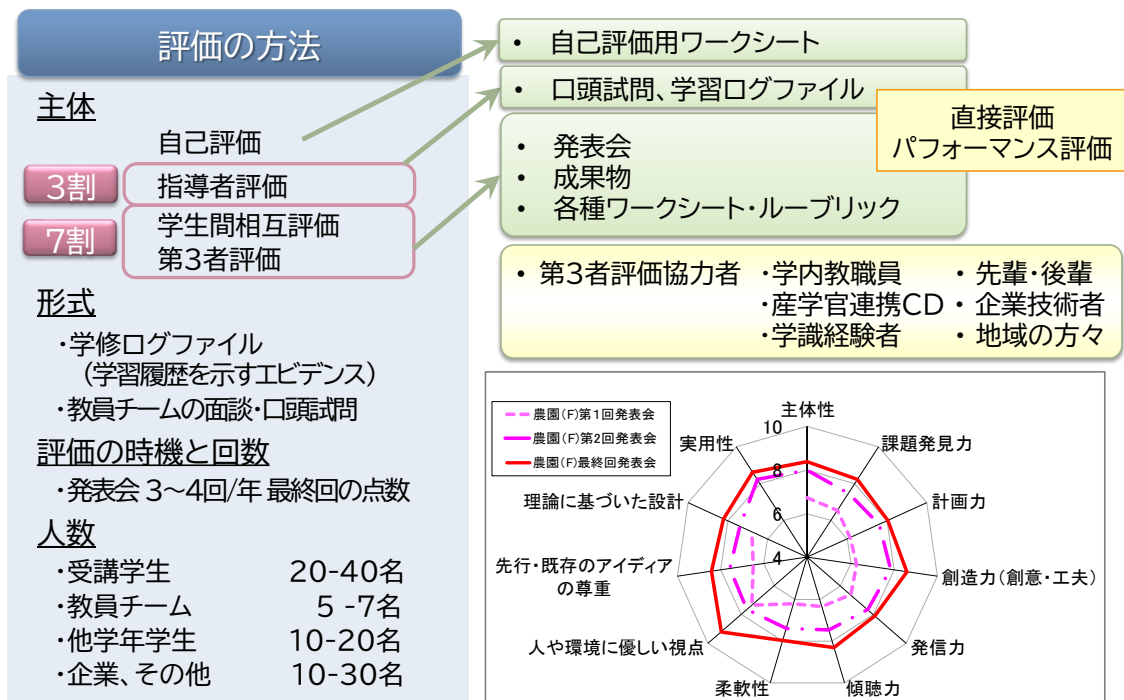 評価の方法
主体
自己評価
3割
指導者評価
7割
学生間相互評価
第3者評価
形式
・学修ログファイル
（学習履歴を示すエビデンス）
・教員チームの面談・口頭試問
評価の時機と回数
・発表会 3～4回/年 最終回の点数
人数
・受講学生 20-40名
・教員チーム 5 -7名
・他学年学生 10-20名
・企業、その他 10-30名
• 自己評価用ワークシート
• 口頭試問、学習ログファイル
• 発表会
• 成果物
• 各種ワークシート・ルーブリック
直接評価
パフォーマンス評価
• 第3者評価協力者 ・学内教職員 ・先輩・後輩
・産学官連携CD ・企業技術者
・学識経験者 ・地域の方々
農園(F)第1回発表会
農園(F)第2回発表会
農園(F)最終回発表会
主体性
課題発見力
計画力
創造力（創意・工夫）
発信力
傾聴力
柔軟性
人や環境に優しい視点
先行・既存のアイディア
の尊重
理論に基づいた設計
実用性
10
8
6
4